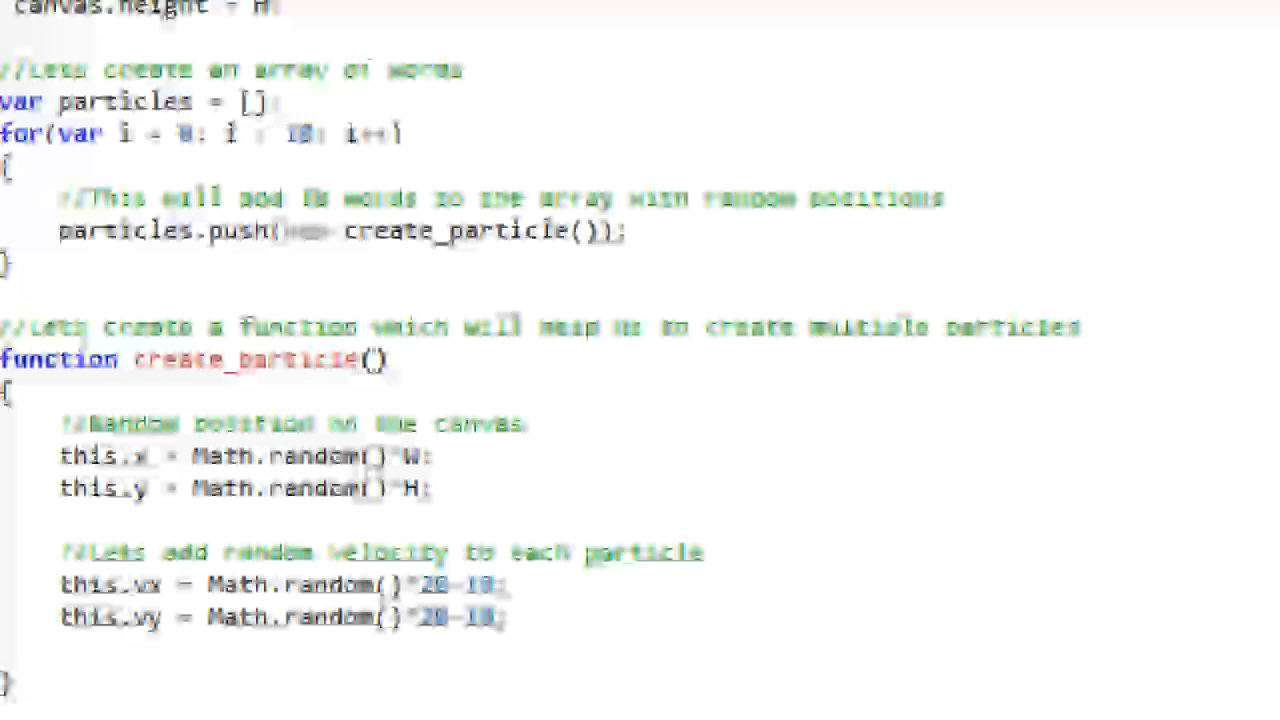 canvas.height = H;
//Lets create an array of words
var particles = [];
for(var i = 0; i < 10; i++)
{
//This will add 10 words to the array with random positions
particles.push(new create_particle());
}
//Lets create a function which will help us to create multiple particles
function create_particle()
{
//Random position on the canvas
this.x = Math.random()*W;
this.y = Math.random()*H;
//Lets add random velocity to each particle
this.vx = Math.random()*20-10;
this.vy = Math.random()*20-10;
}